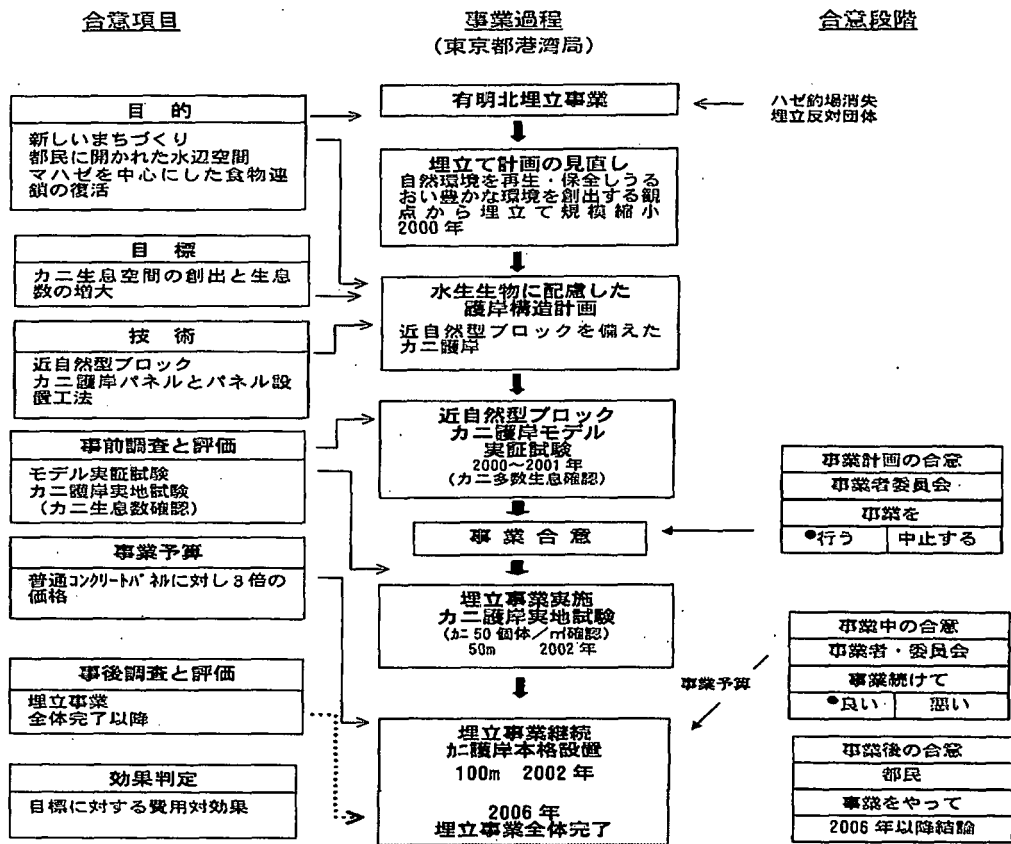 合意項目
目的
新しいまちづくり
都民に開かれた水辺空間
マハゼを中心にした食物連
鎖の復活
目標
カニ生息空間の創出と生息
数の増大
技術
近自然型ブロック
カニ護岸パネルとパネル設
置工法
事前調査と評価
モデル実証試験
カニ護岸実地試験
(カニ生息数確認)
事業予算
普通コンクリートパネルに対し3倍の
価格
事後調査と評価
埋立事業
全体完了以降
効果判定
目標に対する費用対効果
事業過程
(東京都港湾局)
有明北埋立事業
埋立て計画の見直し
自然環境を再生・保全しうる
おい豊かな環境を創出する観
点から埋立て規模縮小
2000年
水生生物に配慮した
護岸構造計画
近自然型ブロックを備えた
カニ護岸
近自然型ブロック
カニ護岸モデル
実証試験
2000～2001年
(カニ多数生息確認)
事業合意
埋立事業実施
カニ護岸実地試験
(カニ50個体/㎡確認)
50m 2002年
事業予算
埋立事業継続
カニ護岸本格設置
100m 2002年
2006年
埋立事業全体完了
合意段階
ハゼ釣場消失
埋立反対団体
事業計画の合意
事業者委員会
事業を
●行う 中止する
事業中の合意
事業者・委員会
事業続けて
●良い 悪い
事業後の合意
都民
事業をやって
2006年以降結論